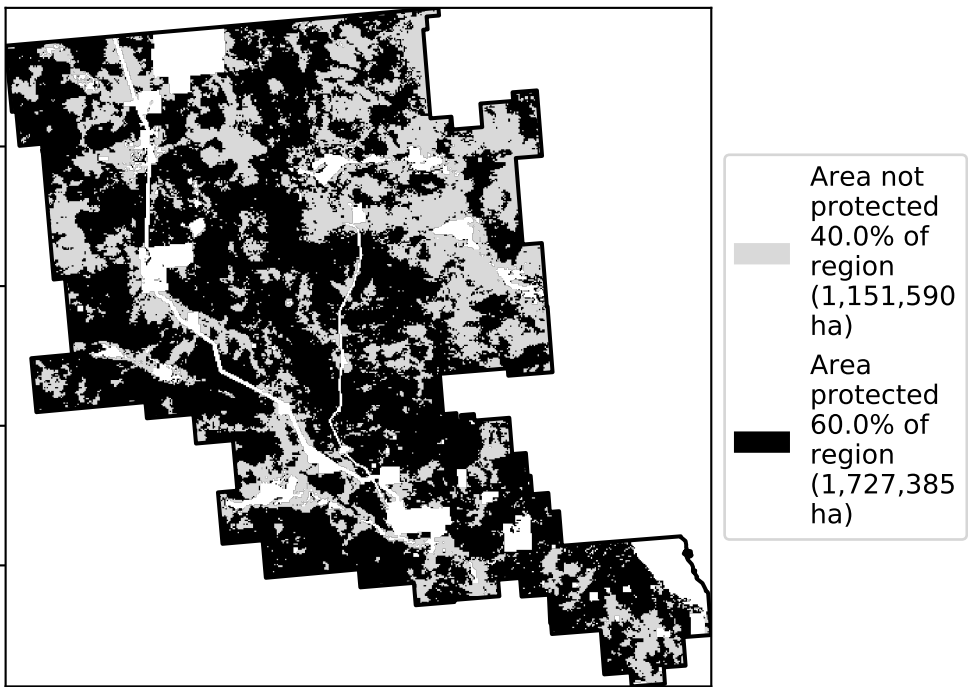 Area not
protected
40.0% of
region
(1,151,590
ha)
Area
protected
60.0% of
region
(1,727,385
ha)